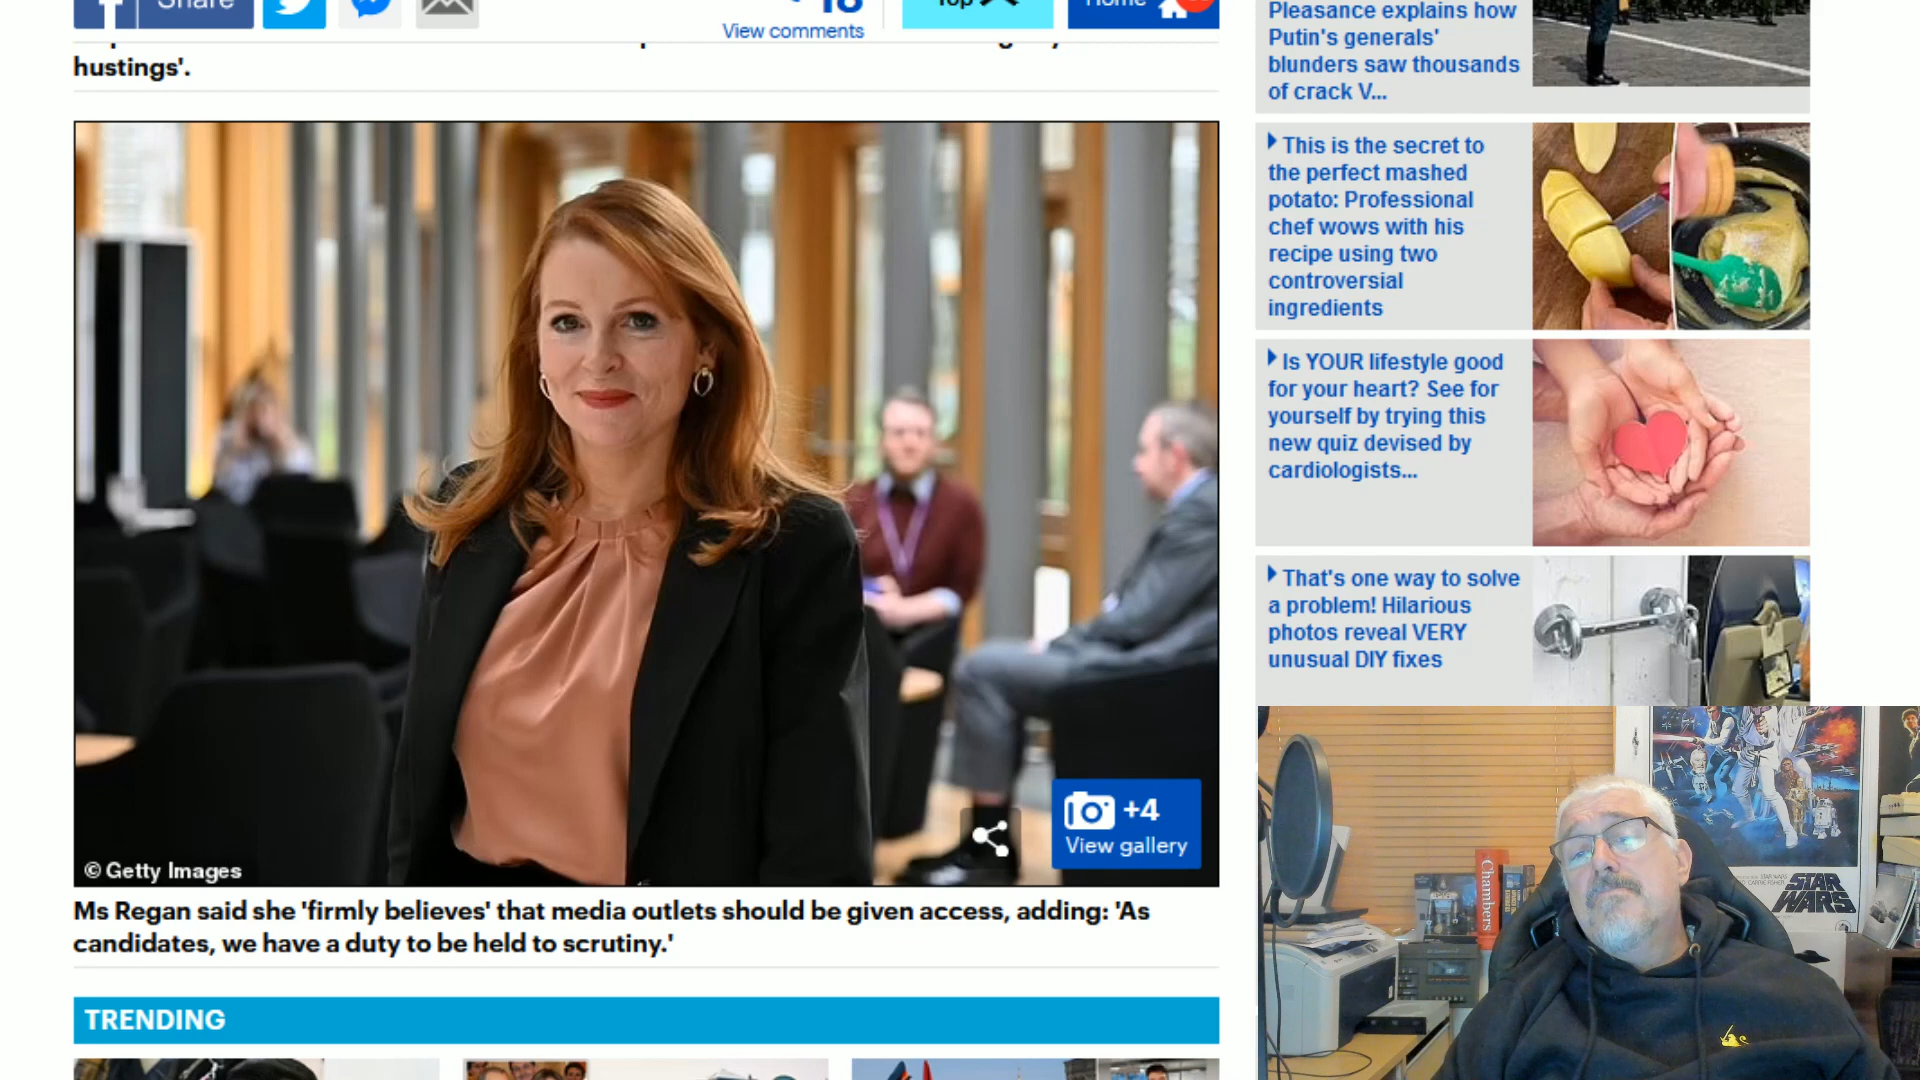 Share
18
View comments
Top
Home
hustings'.
© Getty Images
+4
View gallery
Ms Regan said she 'firmly believes' that media outlets should be given access, adding: 'As
candidates, we have a duty to be held to scrutiny.'
TRENDING
Pleasance explains how
Putin's generals'
blunders saw thousands
of crack V...
This is the secret to
the perfect mashed
potato: Professional
chef wows with his
recipe using two
controversial
ingredients
Is YOUR lifestyle good
for your heart? See for
yourself by trying this
new quiz devised by
cardiologists...
That's one way to solve
a problem! Hilarious
photos reveal VERY
unusual DIY fixes
Chambers
STAR
WARS